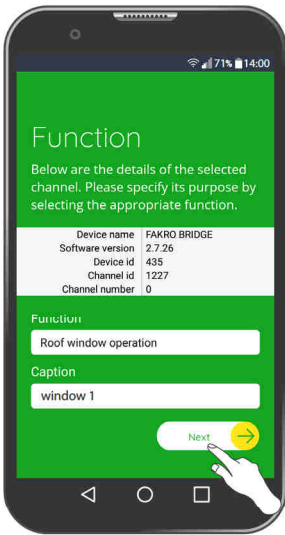 71% 14:00
Function
Below are the details of the selected
channel. Please specify its purpose by
selecting the appropriate function.
Device name FAKRO BRIDGE
Software version 2.7.26
Device id 435
Channel id 1227
Channel number 0
Function
Roof window operation
Caption
window 1
Next